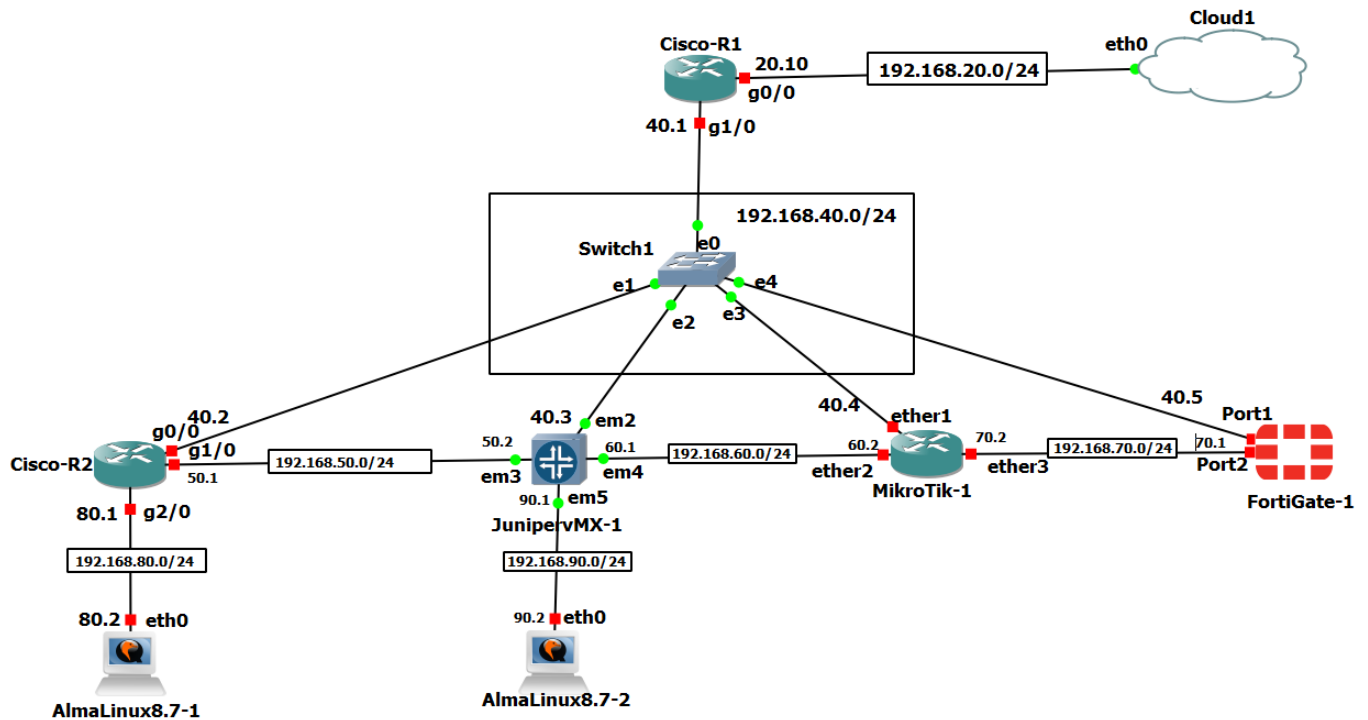 Cloud1
Cisco-R1
eth0
20.10
192.168.20.0/24
g0/0
40.1
g1/0
192.168.40.0/24
Switch1
e0
e1
e4
e2
e3
40.2
40.3
40.4
40.5
g0/0
em2
ether1
Port1
g1/0
50.2
60.1
60.2
70.2
70.1
Cisco-R2
192.168.50.0/24
192.168.60.0/24
192.168.70.0/24
50.1
em3
em4
ether2
ether3
Port2
90.1
em5
MikroTik-1
FortiGate-1
80.1
g2/0
JunipervMX-1
192.168.80.0/24
192.168.90.0/24
80.2
eth0
90.2
eth0
AlmaLinux8.7-1
AlmaLinux8.7-2